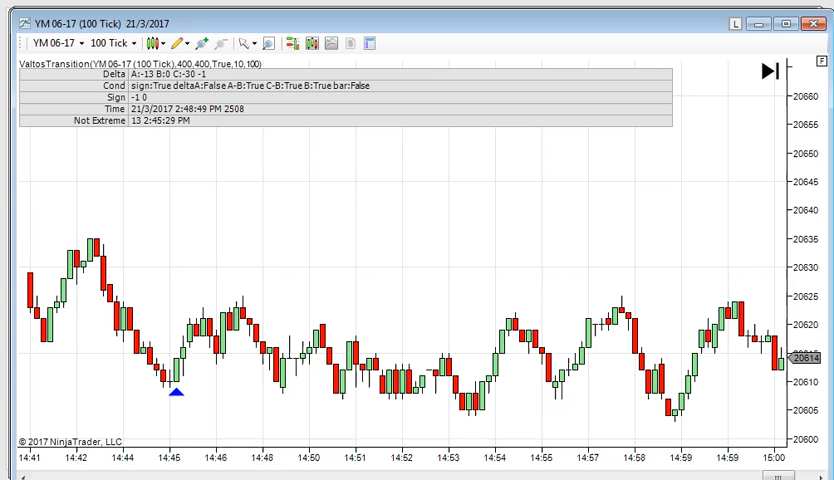 YM 06-17 (100 Tick) 21/3/2017
L
YM 06-17 100 Tick
ValtosTransition(YM 06-17 (100 Tick),400,400,True,10,100)
F
Delta A:-13 B:0 C:-30 -1
Cond sign:True deltaA:False A-B:True C-B:True B:True bar:False
Sign -1 0
Time 21/3/2017 2:48:49 PM 2508
Not Extreme 13 2:45:29 PM
20660
20655
20650
20645
20640
20635
20630
20625
20620
20614
20610
20605
20600
© 2017 NinjaTrader, LLC
14:41 14:42 14:44 14:45 14:46 14:48 14:50 14:51 14:52 14:53 14:54 14:55 14:57 14:58 14:59 14:59 15:00